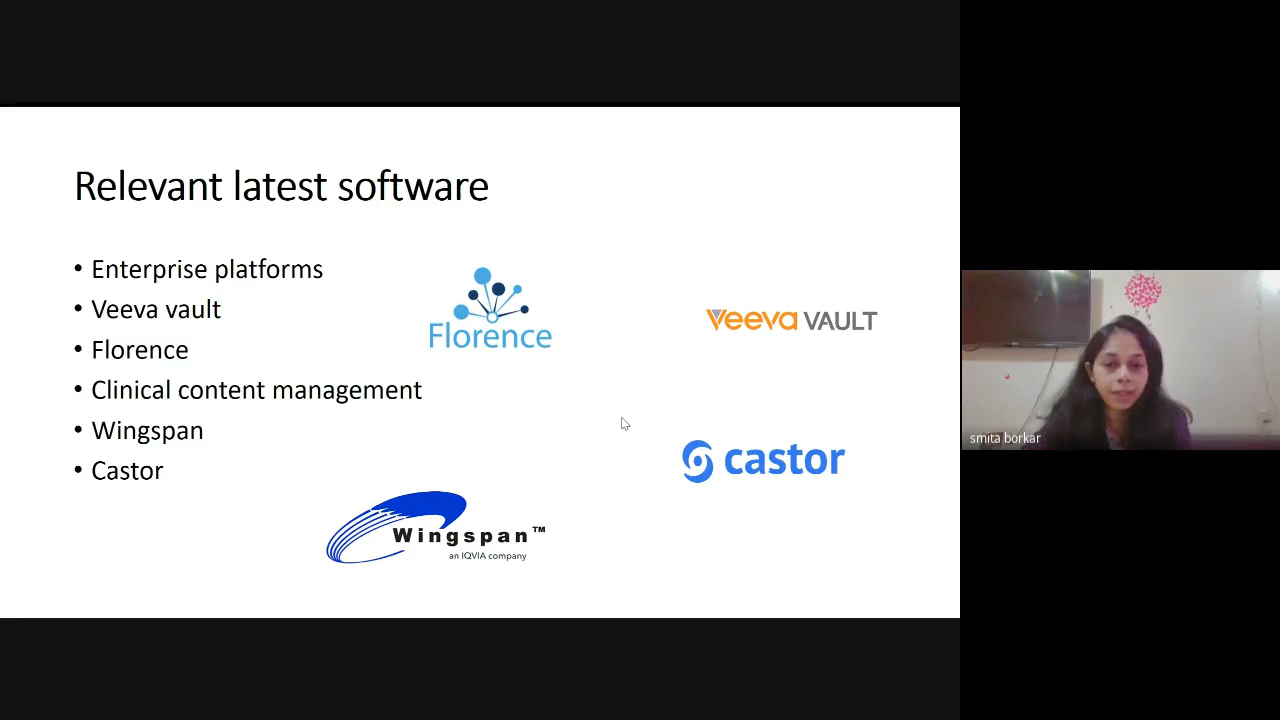 Relevant latest software
• Enterprise platforms
• Veeva vault
• Florence
• Clinical content management
• Wingspan
• Castor
Florence
Veeva VAULT
castor
Wingspan™
an IQVIA company
smita borkar